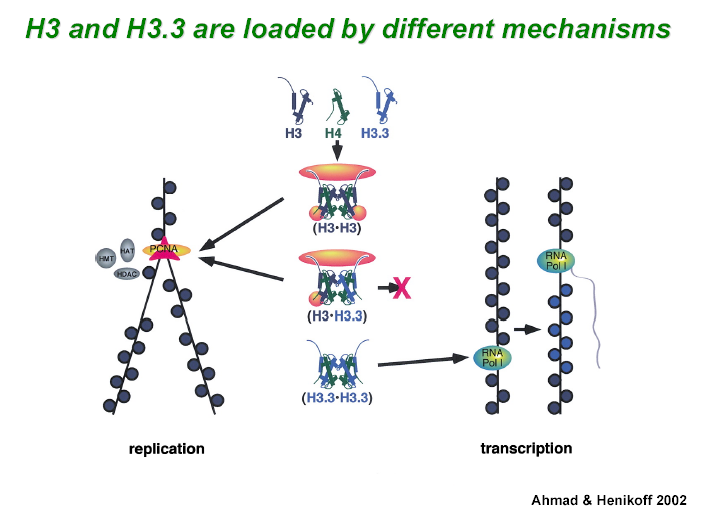 H3 and H3.3 are loaded by different mechanisms
H3 H4 H3.3
(H3·H3)
PCNA
HAT
HMT
HDAC
RNA
Pol I
X
(H3·H3.3)
RNA
Pol I
(H3.3·H3.3)
replication
transcription
Ahmad & Henikoff 2002